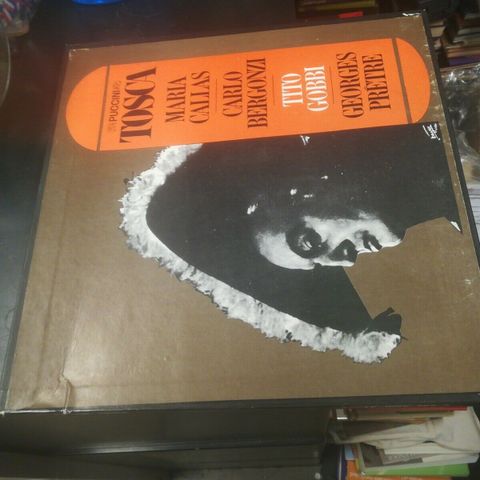 PUCCINI
TOSCA
MARIA
CALLAS
CARLO
BERGONZI
TITO
GOBBI
GEORGES
PRETRE